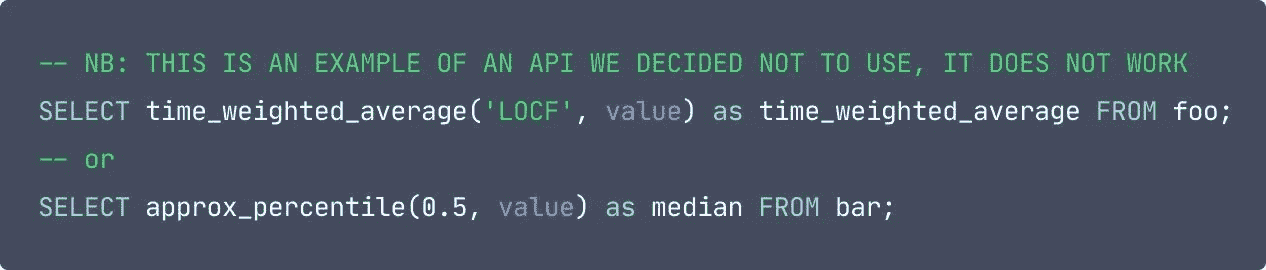 -- NB: THIS IS AN EXAMPLE OF AN API WE DECIDED NOT TO USE, IT DOES NOT WORK
SELECT time_weighted_average('LOCF', value) as time_weighted_average FROM foo;
-- or
SELECT approx_percentile(0.5, value) as median FROM bar;